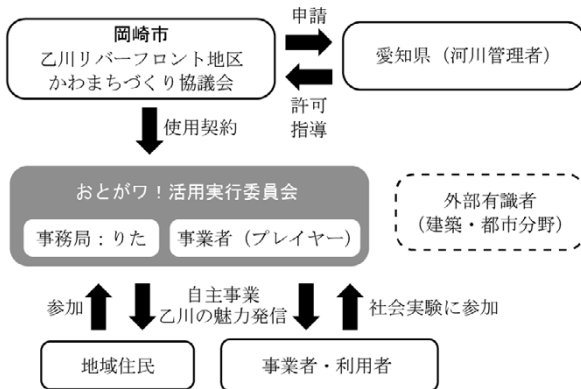 岡崎市
乙川リバーフロント地区
かわまちづくり協議会
申請
許可
指導
愛知県（河川管理者）
使用契約
おとがワ！活用実行委員会
事務局：りた
事業者（プレイヤー）
外部有識者
（建築・都市分野）
参加
自主事業
乙川の魅力発信
社会実験に参加
地域住民
事業者・利用者